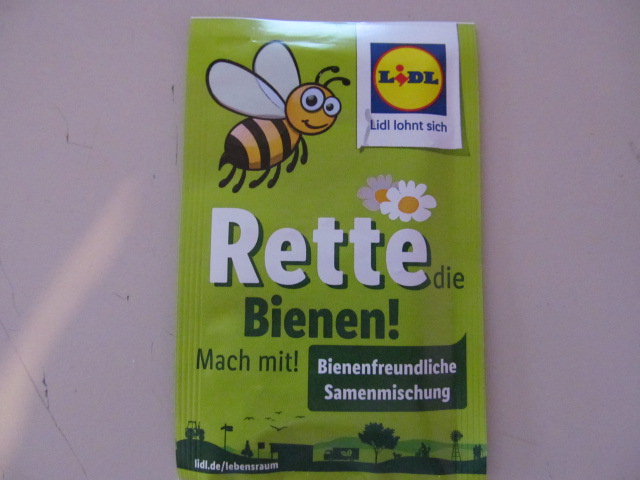 LIDL
Lidl lohnt sich
Rette die
Bienen!
Mach mit!
Bienenfreundliche
Samenmischung
lidl.de/lebensraum